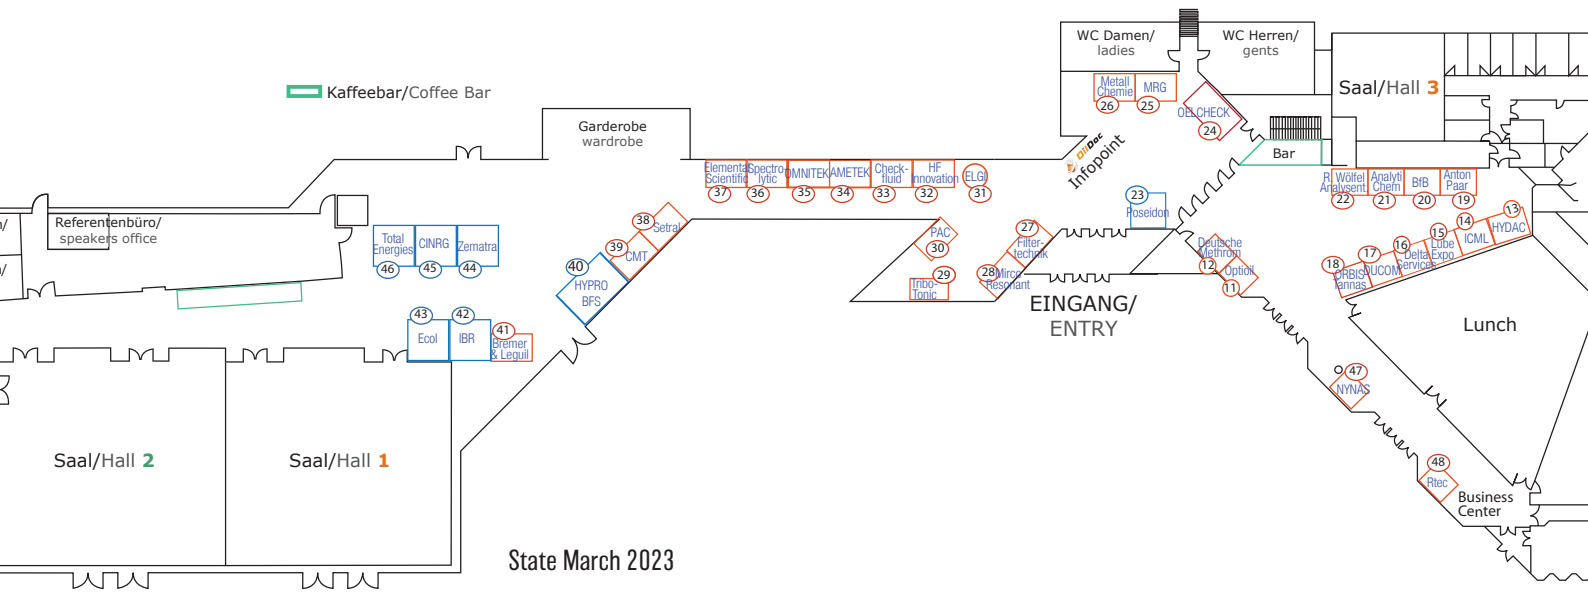 WC Damen/
ladies
WC Herren/
gents
Saal/Hall 3
Kaffeebar/Coffee Bar
Garderobe
wardrobe
Metall
Chemie
26
MRG
25
OELCHECK
24
Bar
OilDoc
Infopoint
Elemental
Scientific
37
Spectro-
lytic
36
OMNITEK
35
AMETEK
34
Check-
fluid
33
HF
Innovation
32
ELGI
31
R. Wölfel
Analysent.
22
Analyti
Chem
21
BfB
20
Anton
Paar
19
23
Poseidon
Referentenbüro/
speakers office
Total
Energies
46
CINRG
45
Zematra
44
38
Setral
39
CMT
40
HYPRO
BFS
PAC
30
27
Filter-
technik
28
Mirco
Resonant
29
Tribo-
Tonic
EINGANG/
ENTRY
Deutsche
Methrom
12
Optioil
11
13
HYDAC
14
ICML
15
Lube
Expo
16
Delta
Services
17
DUCOM
18
ORBIS
Tannas
43
Ecol
42
IBR
41
Bremer
& Leguil
Lunch
47
NYNAS
Saal/Hall 2
Saal/Hall 1
48
Rtec
Business
Center
State March 2023